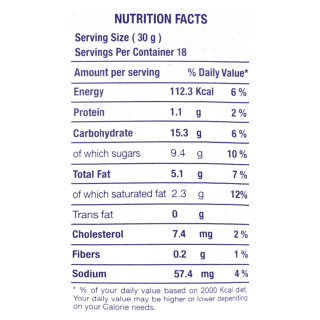 NUTRITION FACTS
Serving Size ( 30 g )
Servings Per Container 18
Amount per serving % Daily Value*
Energy 112.3 Kcal 6 %
Protein 1.1 g 2 %
Carbohydrate 15.3 g 6 %
of which sugars 9.4 g 10 %
Total Fat 5.1 g 7 %
of which saturated fat 2.3 g 12%
Trans fat 0 g
Cholesterol 7.4 mg 2 %
Fibers 0.2 g 1 %
Sodium 57.4 mg 4 %
* % of your daily value based on 2000 Kcal diet.
Your daily value may be higher or lower depending
on your Calorie needs.